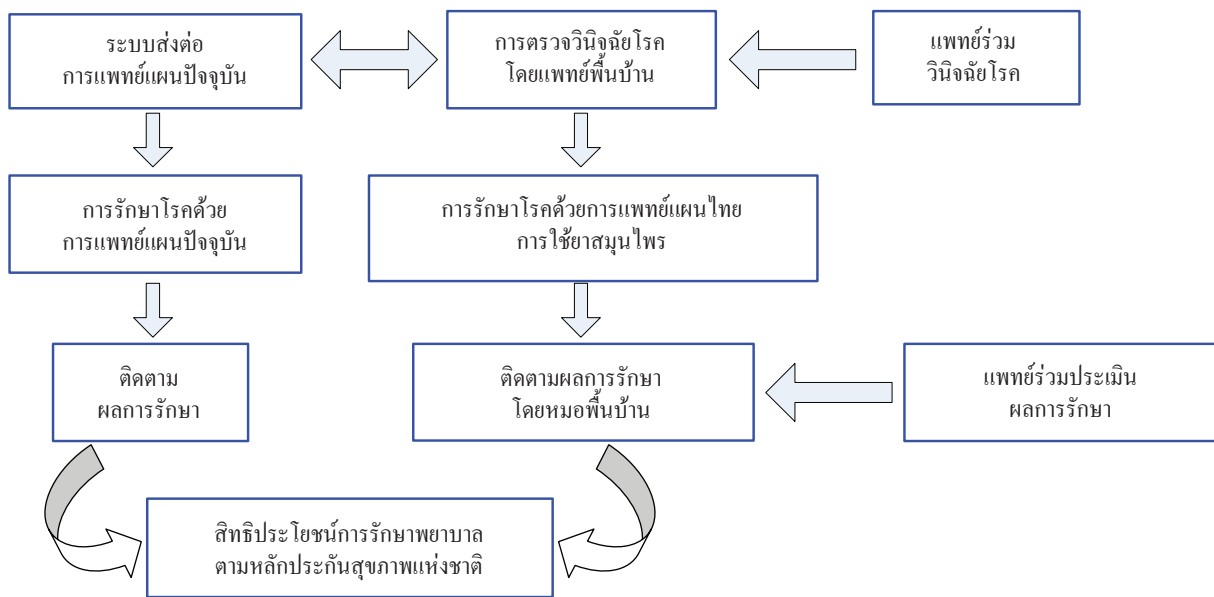 ระบบส่งต่อ
การแพทย์แผนปัจจุบัน
การตรวจวินิจฉัยโรค
โดยแพทย์พื้นบ้าน
แพทย์ร่วม
วินิจฉัยโรค
การรักษาโรคด้วย
การแพทย์แผนปัจจุบัน
การรักษาโรคด้วยการแพทย์แผนไทย
การใช้ยาสมุนไพร
ติดตาม
ผลการรักษา
ติดตามผลการรักษา
โดยหมอพื้นบ้าน
แพทย์ร่วมประเมิน
ผลการรักษา
สิทธิประโยชน์การรักษาพยาบาล
ตามหลักประกันสุขภาพแห่งชาติ